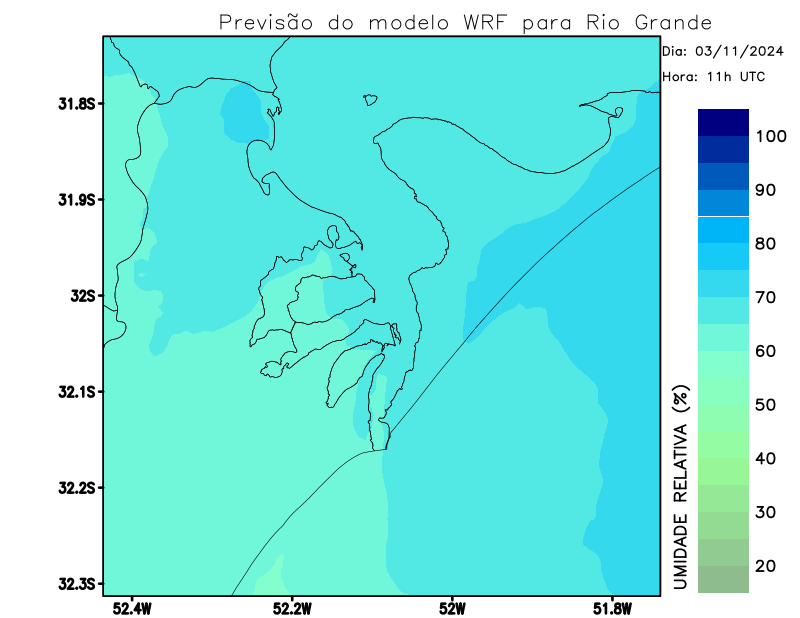 Previsão do modelo WRF para Rio Grande
Dia: 03/11/2024
Hora: 11h UTC
31.8S
31.9S
32S
32.1S
32.2S
32.3S
52.4W
52.2W
52W
51.8W
UMIDADE RELATIVA (%)
100
90
80
70
60
50
40
30
20